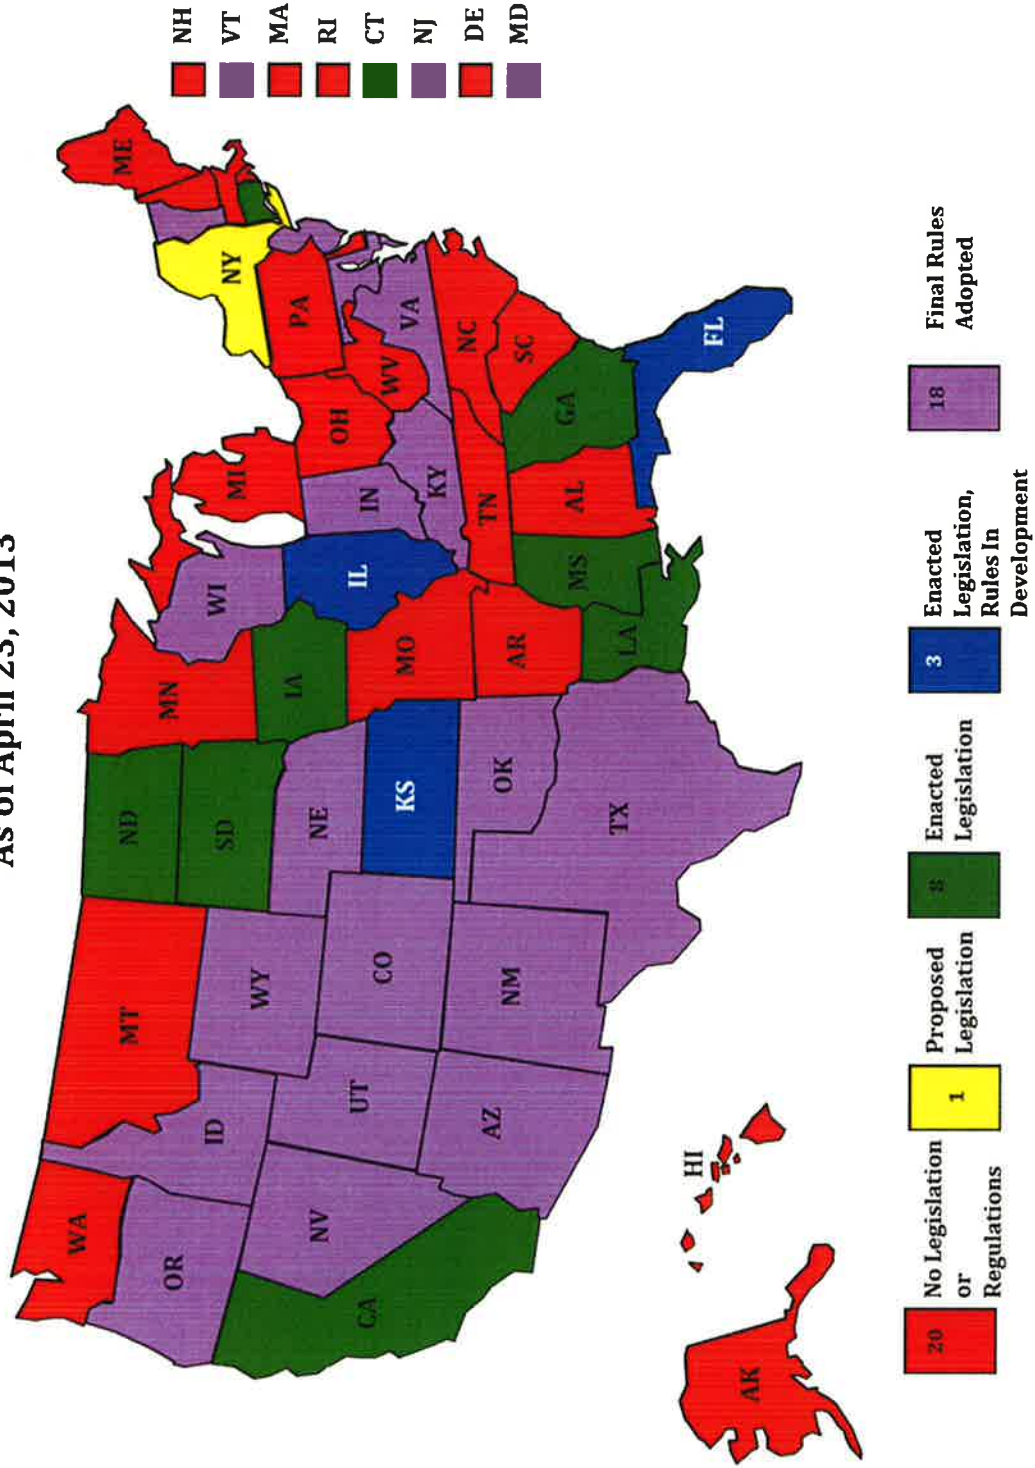 As of April 23, 2013
WA
MT
ND
MN
ME
OR
ID
WY
SD
WI
MI
NY
CA
NV
UT
CO
NE
IA
IL
IN
OH
PA
AZ
NM
KS
MO
KY
WV
VA
OK
AR
TN
NC
SC
TX
LA
MS
AL
GA
FL
AK
HI
NH
VT
MA
RI
CT
NJ
DE
MD
20
No Legislation
or
Regulations
1
Proposed
Legislation
8
Enacted
Legislation
3
Enacted
Legislation,
Rules In
Development
18
Final Rules
Adopted